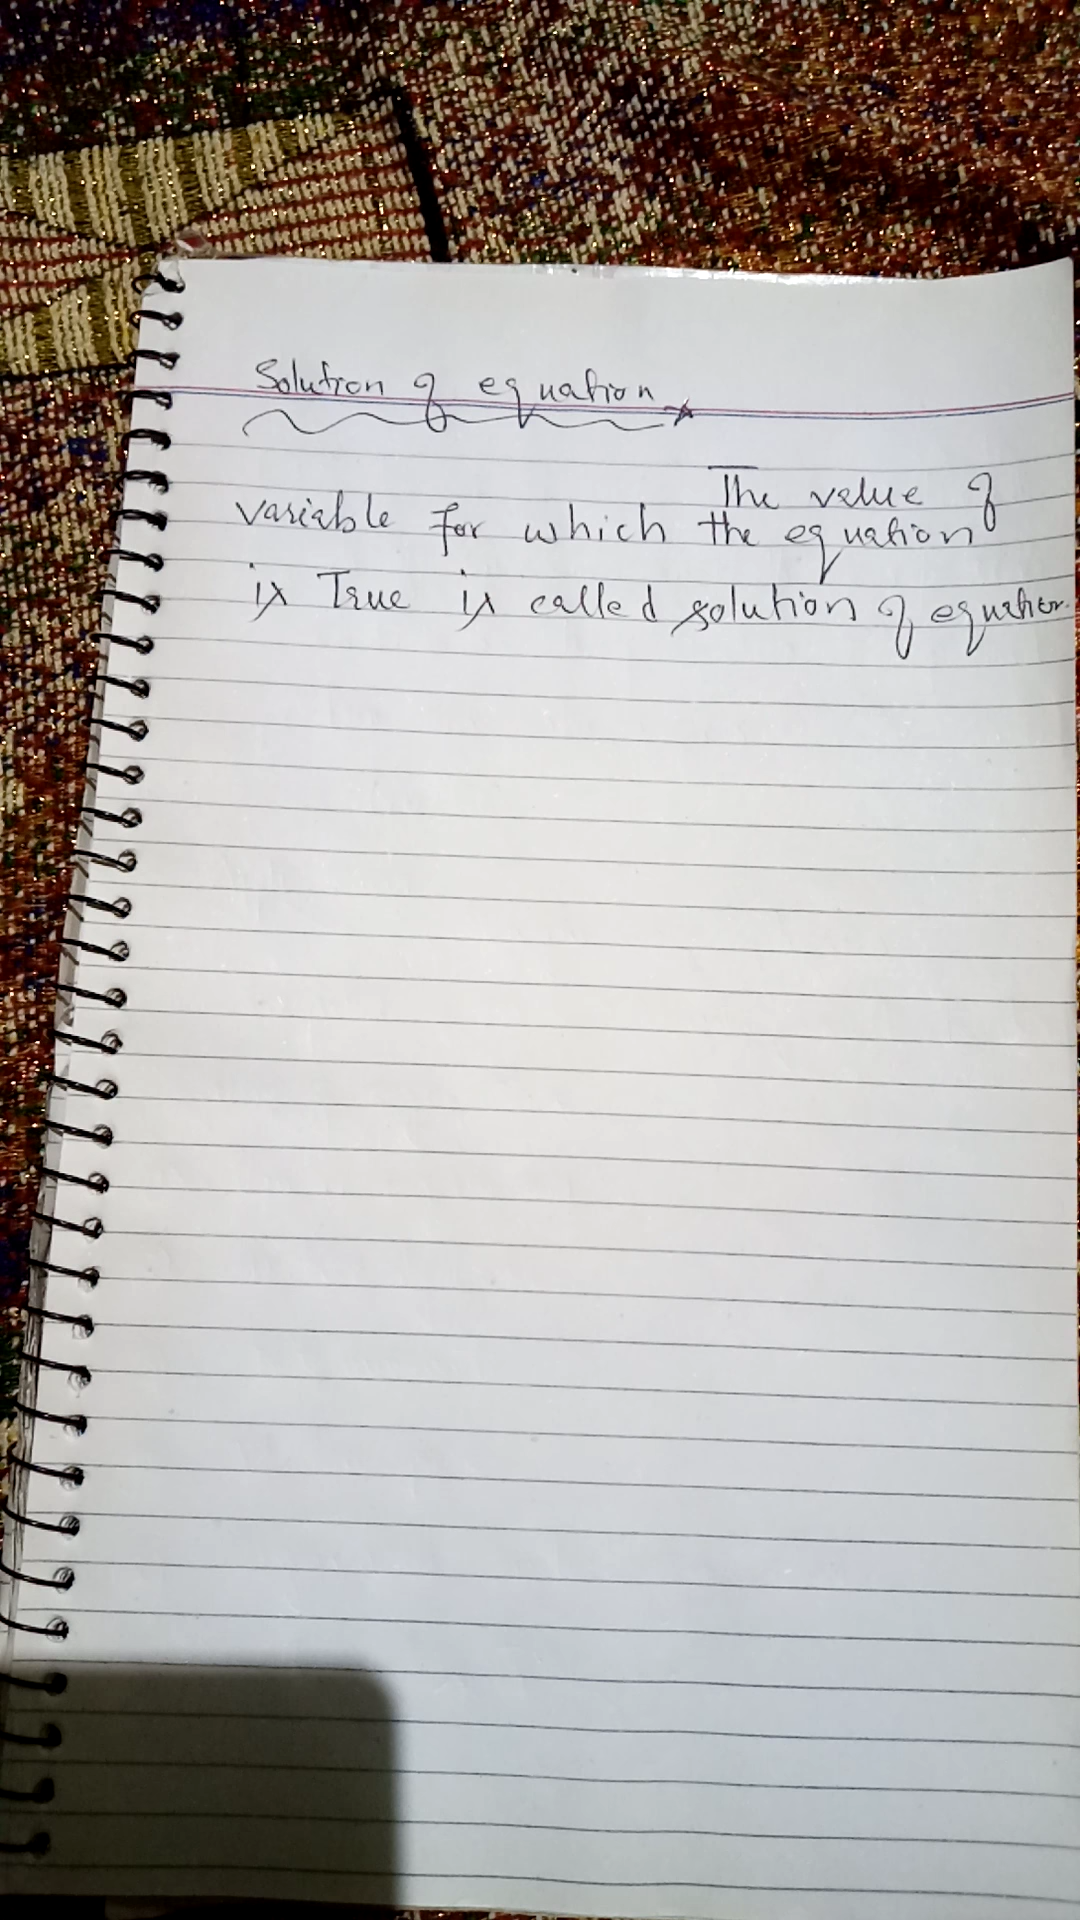 Solution of equation
The value of
variable for which the equation
is True is called solution of equation.